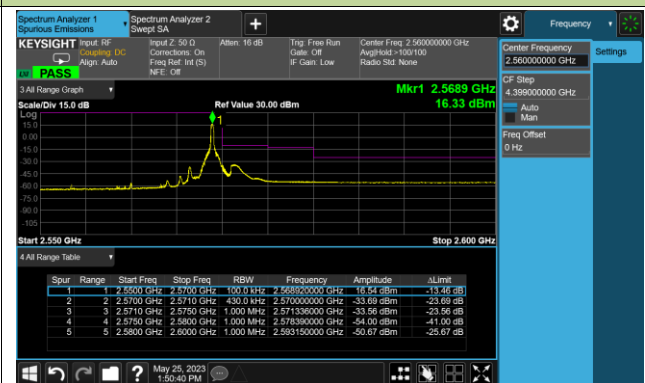 Spectrum Analyzer 1
Spurious Emissions
Spectrum Analyzer 2
Swept SA
Frequency
KEYSIGHT
Input: RF
Coupling: DC
Align: Auto
Input Z: 50 Ω
Corrections: On
Freq Ref: Int (S)
NFE: Off
Atten: 16 dB
Trig: Free Run
Gate: Off
IF Gain: Low
Center Freq: 2.560000000 GHz
Avg|Hold:>100/100
Radio Std: None
PASS
Center Frequency
2.560000000 GHz
Settings
CF Step
4.399000000 GHz
Auto
Man
Freq Offset
0 Hz
3 All Range Graph
Mkr1 2.5689 GHz
Scale/Div 15.0 dB
Ref Value 30.00 dBm
16.33 dBm
Log
15.0
0.00
-15.0
-30.0
-45.0
-60.0
-75.0
-90.0
-105
1
Start 2.550 GHz
Stop 2.600 GHz
4 All Range Table
Spur Range Start Freq Stop Freq RBW Frequency Amplitude ΔLimit
1 1 2.5500 GHz 2.5700 GHz 100.0 kHz 2.568920000 GHz 16.54 dBm -13.46 dB
2 2 2.5700 GHz 2.5710 GHz 430.0 kHz 2.570000000 GHz -33.69 dBm -23.69 dB
3 3 2.5710 GHz 2.5750 GHz 1.000 MHz 2.571336000 GHz -33.56 dBm -23.56 dB
4 4 2.5750 GHz 2.5800 GHz 1.000 MHz 2.578390000 GHz -54.00 dBm -41.00 dB
5 5 2.5800 GHz 2.6000 GHz 1.000 MHz 2.593150000 GHz -50.67 dBm -25.67 dB
May 25, 2023
1:50:40 PM